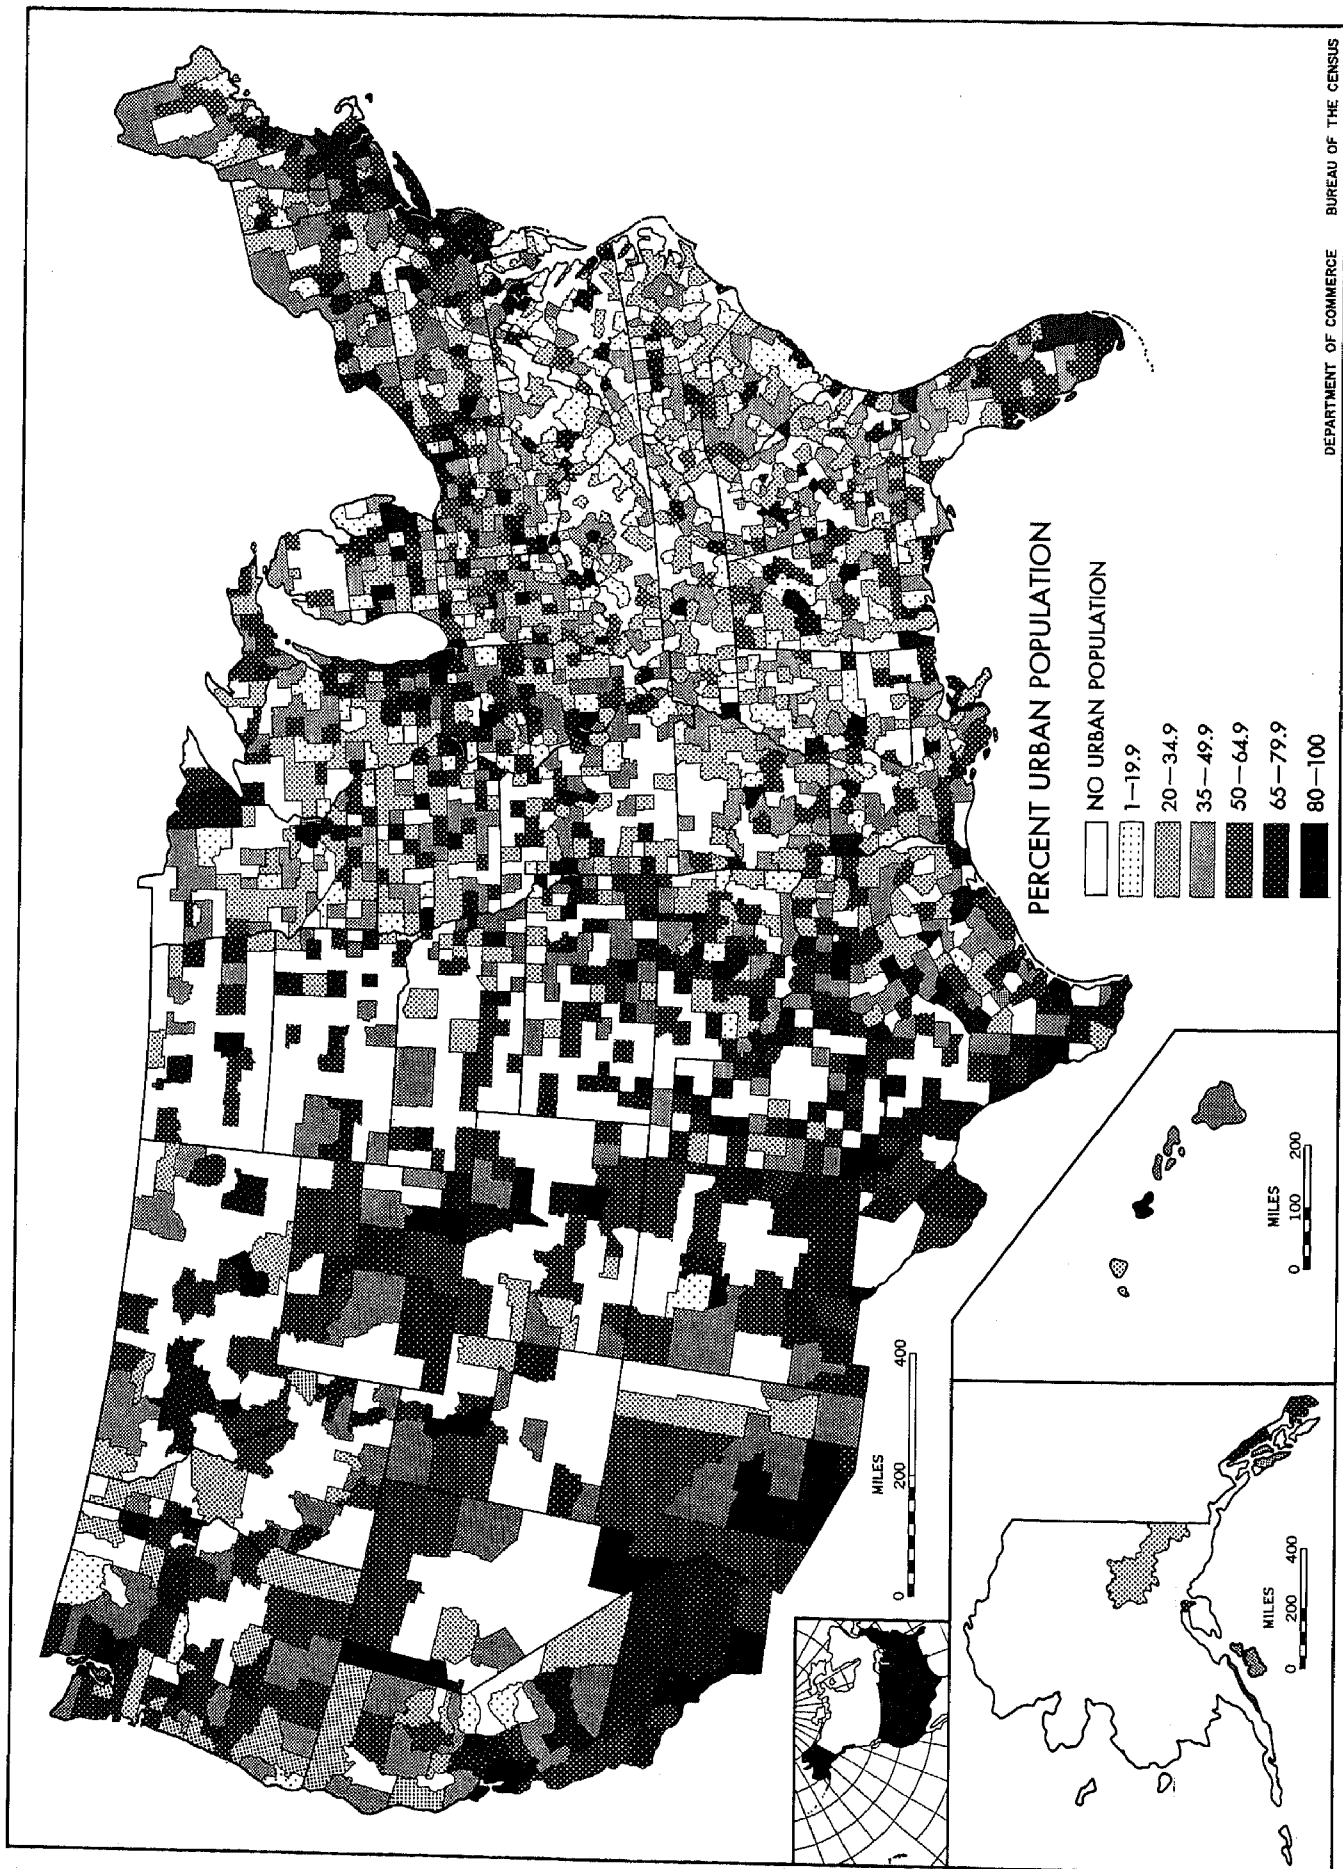 PERCENT URBAN POPULATION
NO URBAN POPULATION
1—19.9
20—34.9
35—49.9
50—64.9
65—79.9
80—100
MILES
0 200 400
MILES
0 200 400
MILES
0 100 200
DEPARTMENT OF COMMERCE BUREAU OF THE CENSUS